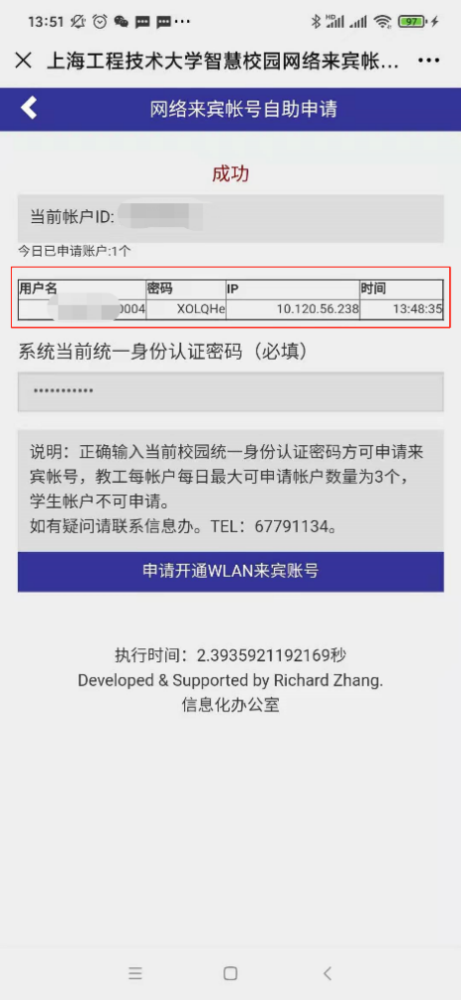 13:51
HD
97
上海工程技术大学智慧校园网络来宾帐...
网络来宾帐号自助申请
成功
当前帐户ID:
今日已申请账户:1个
用户名 密码 IP 时间
0004 XOLQHe 10.120.56.238 13:48:35
系统当前统一身份认证密码（必填）
•••••••••••
说明：正确输入当前校园统一身份认证密码方可申请来
宾帐号，教工每帐户每日最大可申请帐户数量为3个，
学生帐户不可申请。
如有疑问请联系信息办。TEL：67791134。
申请开通WLAN来宾账号
执行时间：2.3935921192169秒
Developed & Supported by Richard Zhang.
信息化办公室